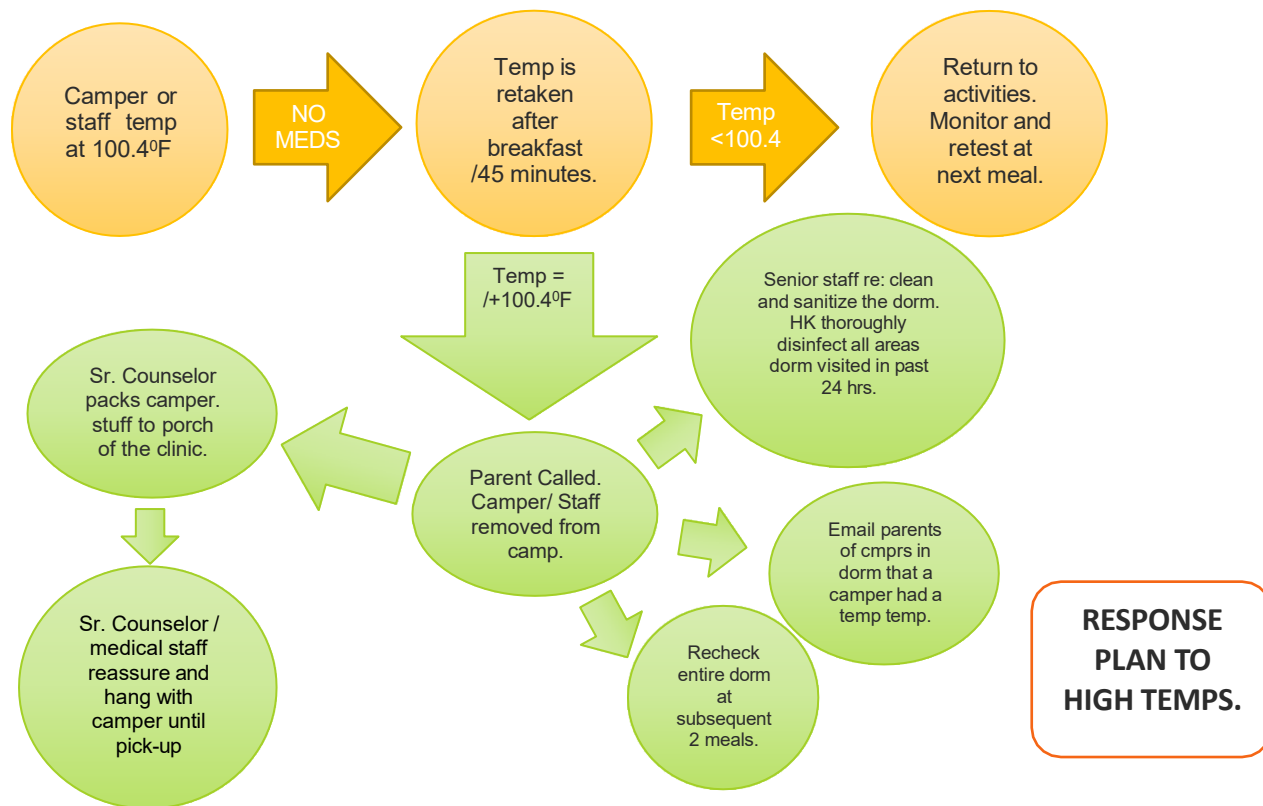 Camper or
staff temp
at 100.4⁰F
NO
MEDS
Temp is
retaken
after
breakfast
/45 minutes.
Temp
<100.4
Return to
activities.
Monitor and
retest at
next meal.
Temp =
/+100.4⁰F
Senior staff re: clean
and sanitize the dorm.
HK thoroughly
disinfect all areas
dorm visited in past
24 hrs.
Sr. Counselor
packs camper.
stuff to porch
of the clinic.
Parent Called.
Camper/ Staff
removed from
camp.
Email parents
of cmprs in
dorm that a
camper had a
temp temp.
Sr. Counselor /
medical staff
reassure and
hang with
camper until
pick-up
Recheck
entire dorm
at
subsequent
2 meals.
RESPONSE
PLAN TO
HIGH TEMPS.